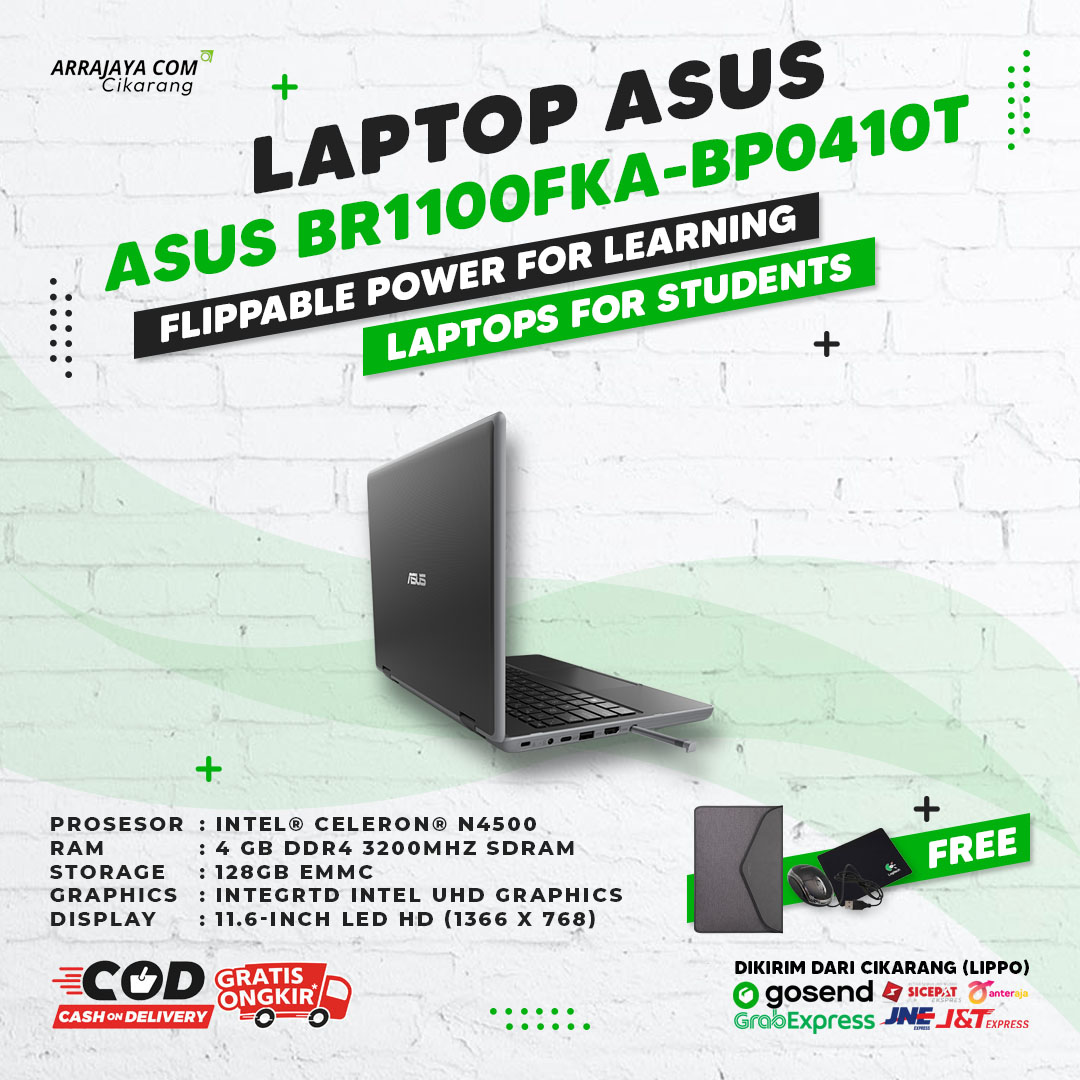 ARRAJAYA COM
Cikarang
LAPTOP ASUS
ASUS BR1100FKA-BP0410T
FLIPPABLE POWER FOR LEARNING
LAPTOPS FOR STUDENTS
ASUS
PROSESOR : INTEL® CELERON® N4500
RAM : 4 GB DDR4 3200MHZ SDRAM
STORAGE : 128GB EMMC
GRAPHICS : INTEGRTD INTEL UHD GRAPHICS
DISPLAY : 11.6-INCH LED HD (1366 X 768)
FREE
Logitech
COD
CASH ON DELIVERY
GRATIS
ONGKIR*
DIKIRIM DARI CIKARANG (LIPPO)
gosend SICEPAT EKSPRES anteraja
GrabExpress JNE EXPRESS J&T EXPRESS